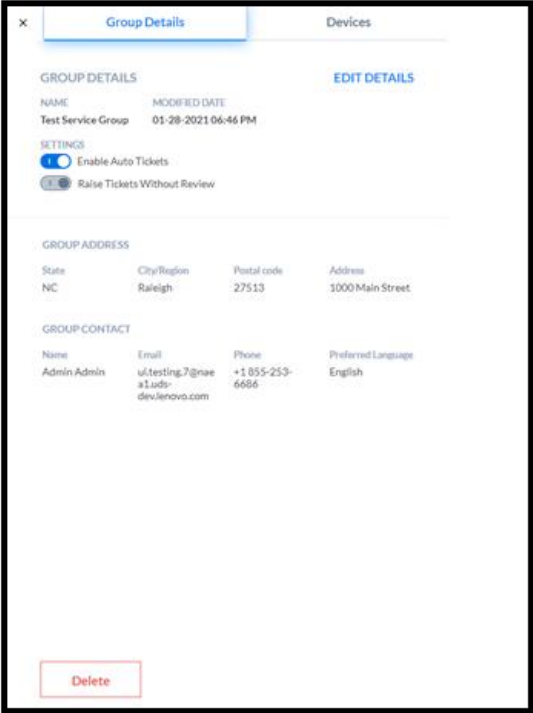 × Group Details Devices
GROUP DETAILS EDIT DETAILS
NAME MODIFIED DATE
Test Service Group 01-28-2021 06:46 PM
SETTINGS
Enable Auto Tickets
Raise Tickets Without Review
GROUP ADDRESS
State City/Region Postal code Address
NC Raleigh 27513 1000 Main Street
GROUP CONTACT
Name Email Phone Preferred Language
Admin Admin ui.testing.7@nae +1 855-253- English
a1.uds- 6686
dev.lenovo.com
Delete